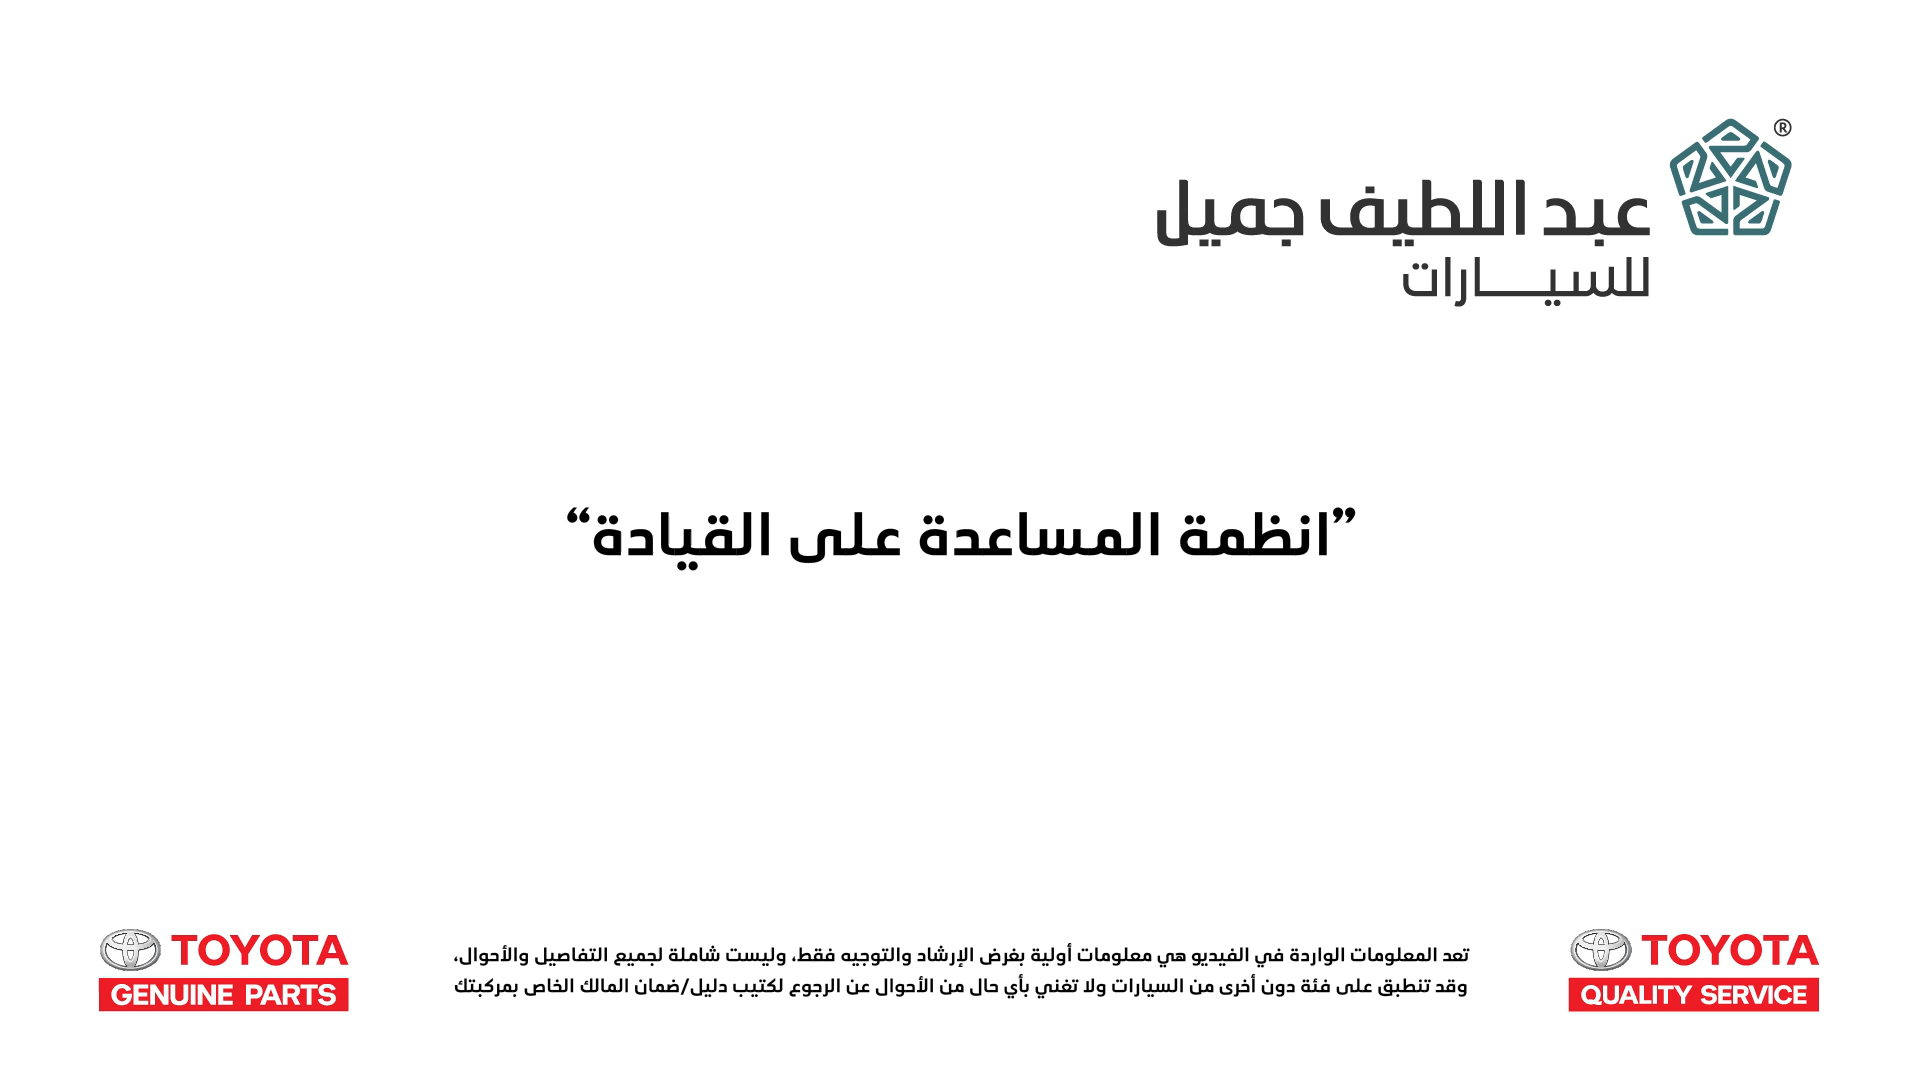 عبد اللطيف جميل ®
للسيـــارات
”انظمة المساعدة على القيادة“
تعد المعلومات الواردة في الفيديو هي معلومات أولية بغرض الإرشاد والتوجيه فقط، وليست شاملة لجميع التفاصيل والأحوال،
وقد تنطبق على فئة دون أخرى من السيارات ولا تغني بأي حال من الأحوال عن الرجوع لكتيب دليل/ضمان المالك الخاص بمركبتك
TOYOTA
QUALITY SERVICE
TOYOTA
GENUINE PARTS